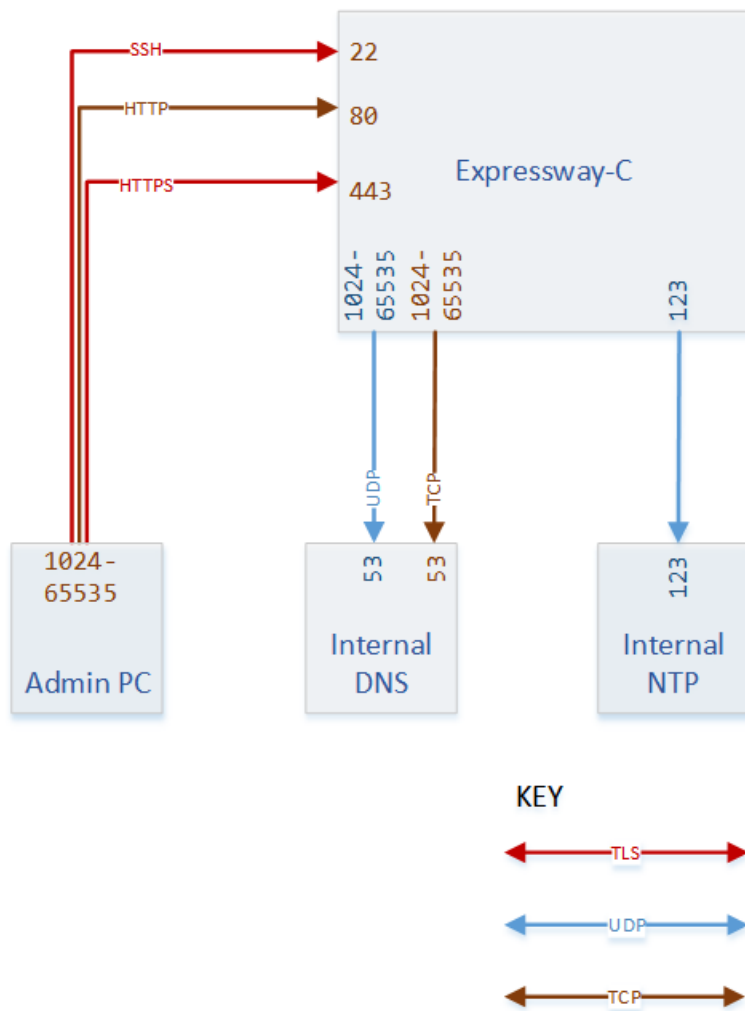 SSH
22
HTTP
80
HTTPS
443
Expressway-C
1024-
65535
1024-
65535
123
UDP
TCP
1024-
65535
Admin PC
53
53
Internal
DNS
123
Internal
NTP
KEY
TLS
UDP
TCP